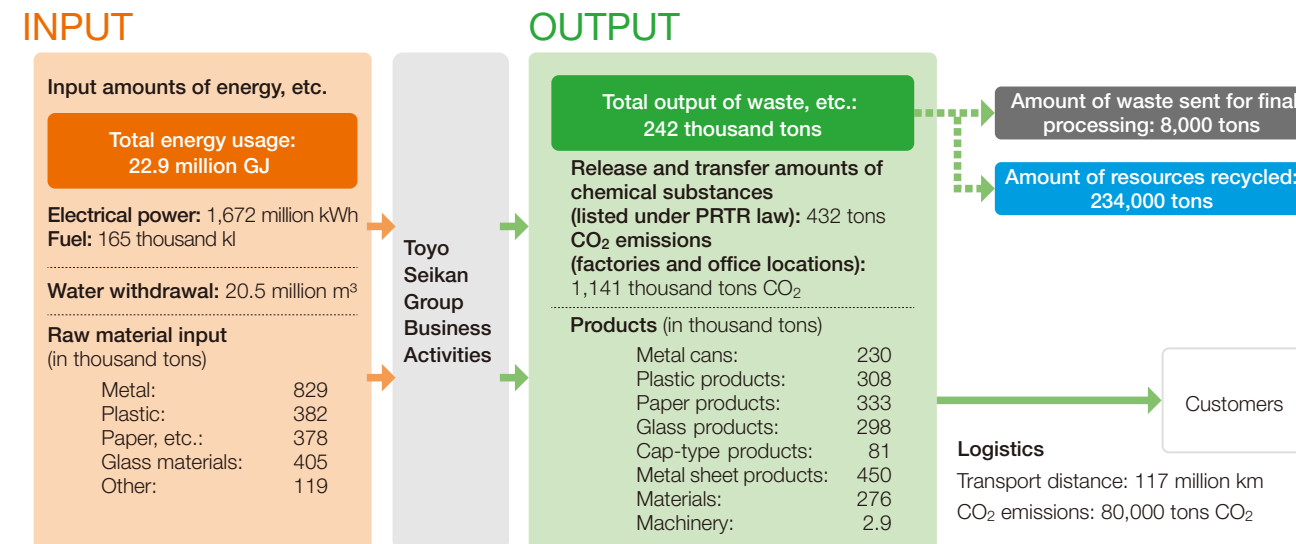 INPUT
Input amounts of energy, etc.
Total energy usage:
22.9 million GJ
Electrical power: 1,672 million kWh
Fuel: 165 thousand kl
Water withdrawal: 20.5 million m³
Raw material input
(in thousand tons)
Metal: 829
Plastic: 382
Paper, etc.: 378
Glass materials: 405
Other: 119
Toyo
Seikan
Group
Business
Activities
OUTPUT
Total output of waste, etc.:
242 thousand tons
Release and transfer amounts of
chemical substances
(listed under PRTR law): 432 tons
CO₂ emissions
(factories and office locations):
1,141 thousand tons CO₂
Products (in thousand tons)
Metal cans: 230
Plastic products: 308
Paper products: 333
Glass products: 298
Cap-type products: 81
Metal sheet products: 450
Materials: 276
Machinery: 2.9
Amount of waste sent for final
processing: 8,000 tons
Amount of resources recycled:
234,000 tons
Customers
Logistics
Transport distance: 117 million km
CO₂ emissions: 80,000 tons CO₂